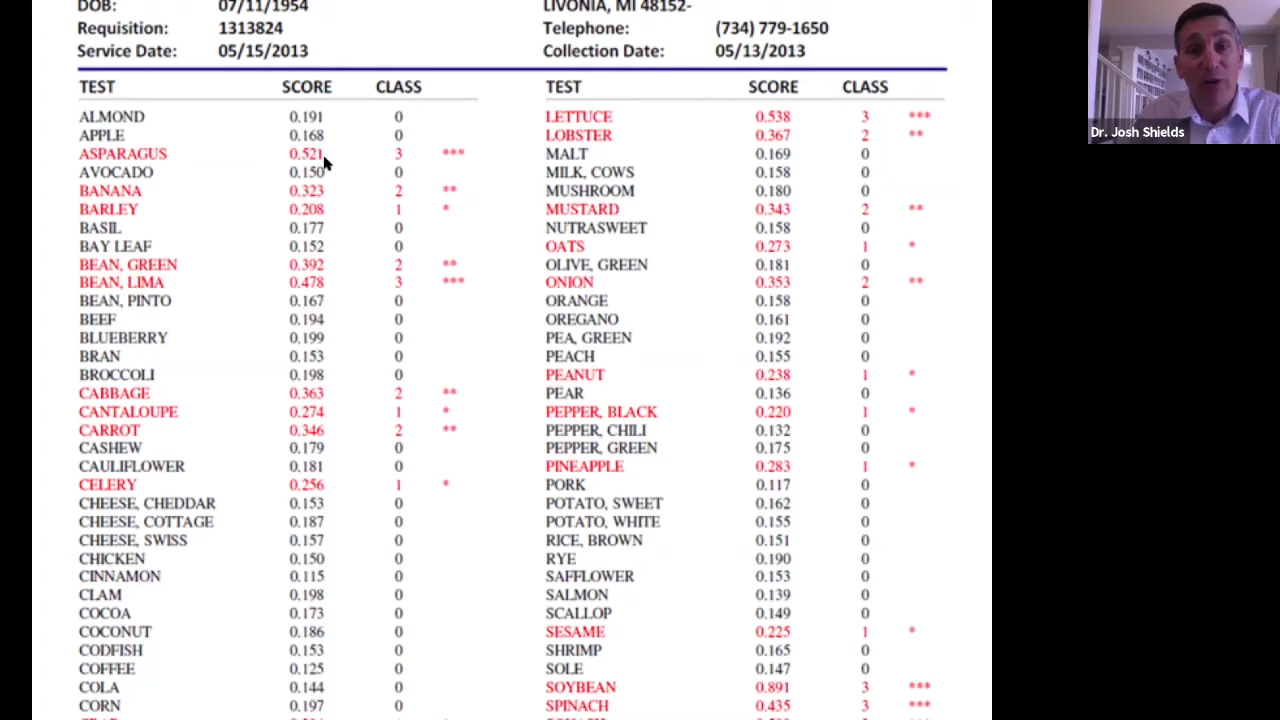 DOB: 07/11/1954 LIVONIA, MI 48152-
Requisition: 1313824 Telephone: (734) 779-1650
Service Date: 05/15/2013 Collection Date: 05/13/2013
TEST SCORE CLASS TEST SCORE CLASS
ALMOND 0.191 0 LETTUCE 0.538 3 ***
APPLE 0.168 0 LOBSTER 0.367 2 **
ASPARAGUS 0.521 3 *** MALT 0.169 0
AVOCADO 0.150 0 MILK, COWS 0.158 0
BANANA 0.323 2 ** MUSHROOM 0.180 0
BARLEY 0.208 1 * MUSTARD 0.343 2 **
BASIL 0.177 0 NUTRASWEET 0.158 0
BAY LEAF 0.152 0 OATS 0.273 1 *
BEAN, GREEN 0.392 2 ** OLIVE, GREEN 0.181 0
BEAN, LIMA 0.478 3 *** ONION 0.353 2 **
BEAN, PINTO 0.167 0 ORANGE 0.158 0
BEEF 0.194 0 OREGANO 0.161 0
BLUEBERRY 0.199 0 PEA, GREEN 0.192 0
BRAN 0.153 0 PEACH 0.155 0
BROCCOLI 0.198 0 PEANUT 0.238 1 *
CABBAGE 0.363 2 ** PEAR 0.136 0
CANTALOUPE 0.274 1 * PEPPER, BLACK 0.220 1 *
CARROT 0.346 2 ** PEPPER, CHILI 0.132 0
CASHEW 0.179 0 PEPPER, GREEN 0.175 0
CAULIFLOWER 0.181 0 PINEAPPLE 0.283 1 *
CELERY 0.256 1 * PORK 0.117 0
CHEESE, CHEDDAR 0.153 0 POTATO, SWEET 0.162 0
CHEESE, COTTAGE 0.187 0 POTATO, WHITE 0.155 0
CHEESE, SWISS 0.157 0 RICE, BROWN 0.151 0
CHICKEN 0.150 0 RYE 0.190 0
CINNAMON 0.115 0 SAFFLOWER 0.153 0
CLAM 0.198 0 SALMON 0.139 0
COCOA 0.173 0 SCALLOP 0.149 0
COCONUT 0.186 0 SESAME 0.225 1 *
CODFISH 0.153 0 SHRIMP 0.165 0
COFFEE 0.125 0 SOLE 0.147 0
COLA 0.144 0 SOYBEAN 0.891 3 ***
CORN 0.197 0 SPINACH 0.435 3 ***
Dr. Josh Shields